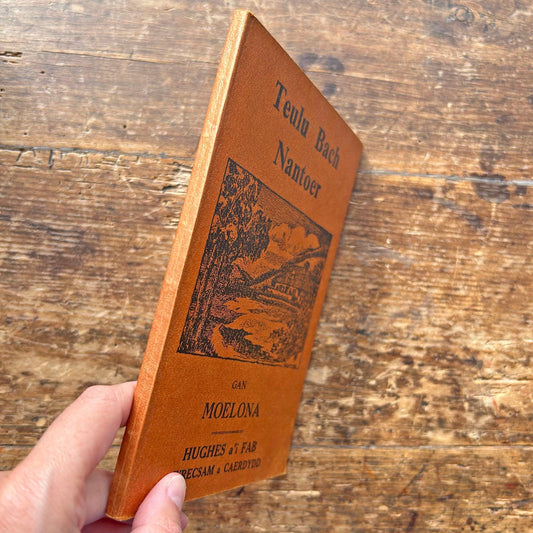 Teulu Bach
Nantoer
GAN
MOELONA
HUGHES a'i FAB
WRECSAM a CAERDYDD